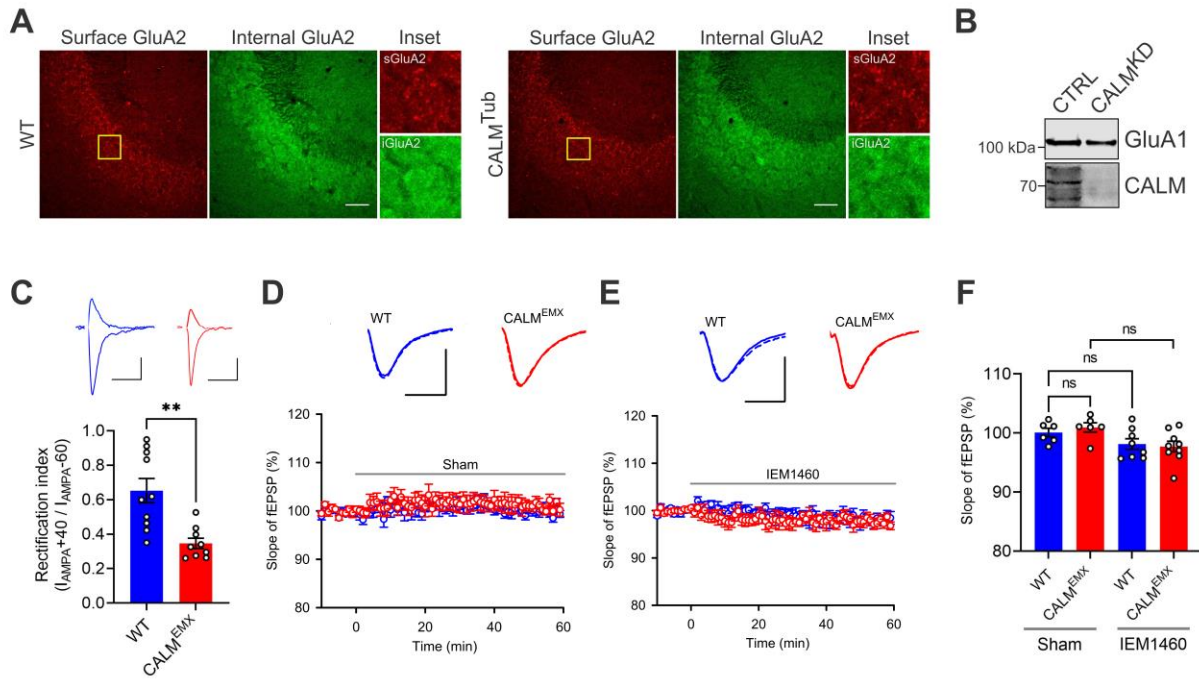 A
Surface GluA2
Internal GluA2
Inset
WT
sGluA2
iGluA2
Surface GluA2
Internal GluA2
Inset
CALMTub
sGluA2
iGluA2
B
CTRL
CALMKD
100 kDa
GluA1
70
CALM
C
**
Rectification index
(IAMPA+40 / IAMPA-60)
1.0
0.8
0.6
0.4
0.2
0.0
WT
CALMEMX
D
WT
CALMEMX
Slope of fEPSP (%)
120
110
100
90
80
Sham
0
20
40
60
Time (min)
E
WT
CALMEMX
Slope of fEPSP (%)
120
110
100
90
80
IEM1460
0
20
40
60
Time (min)
F
ns
ns
ns
Slope of fEPSP (%)
110
100
90
80
WT
CALMEMX
WT
CALMEMX
Sham
IEM1460